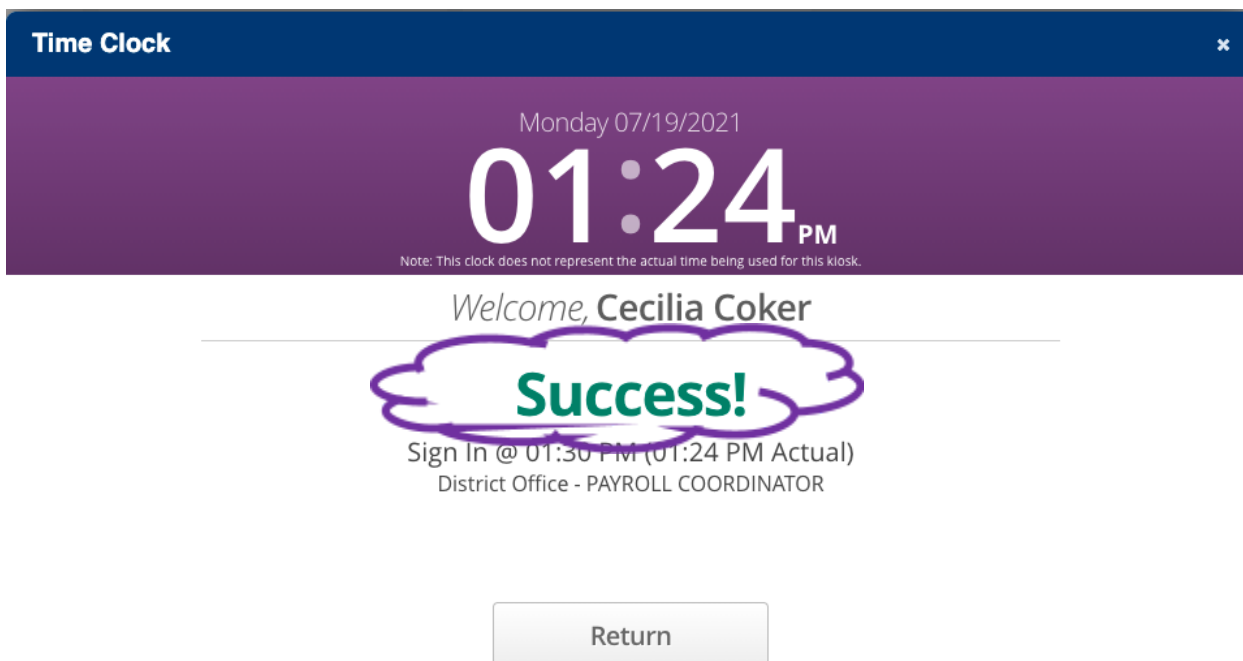 Time Clock
Monday 07/19/2021
01:24 PM
Note: This clock does not represent the actual time being used for this kiosk.
Welcome, Cecilia Coker
Success!
Sign In @ 01:30 PM (01:24 PM Actual)
District Office - PAYROLL COORDINATOR
Return